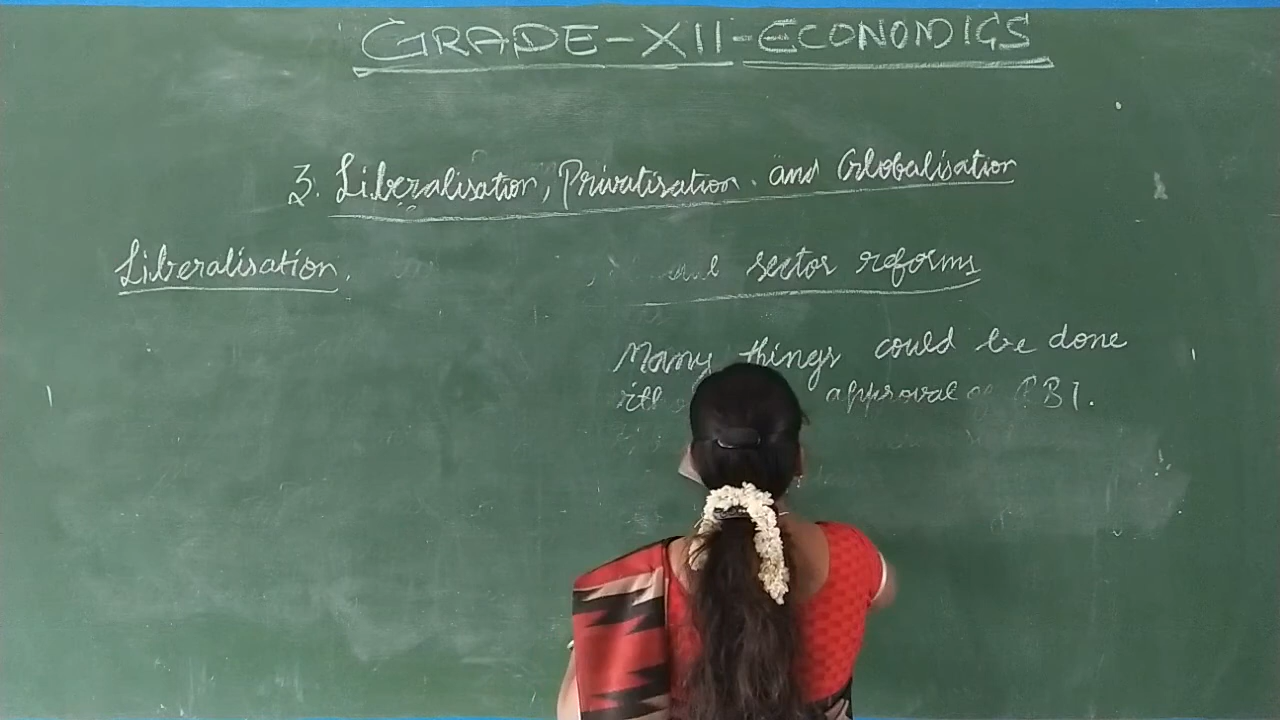 GRADE-XII-ECONOMICS
3. Liberalisation, Privatisation. and Globalisation
Liberalisation.
sector reforms
Many things could be done
approval of RBI.